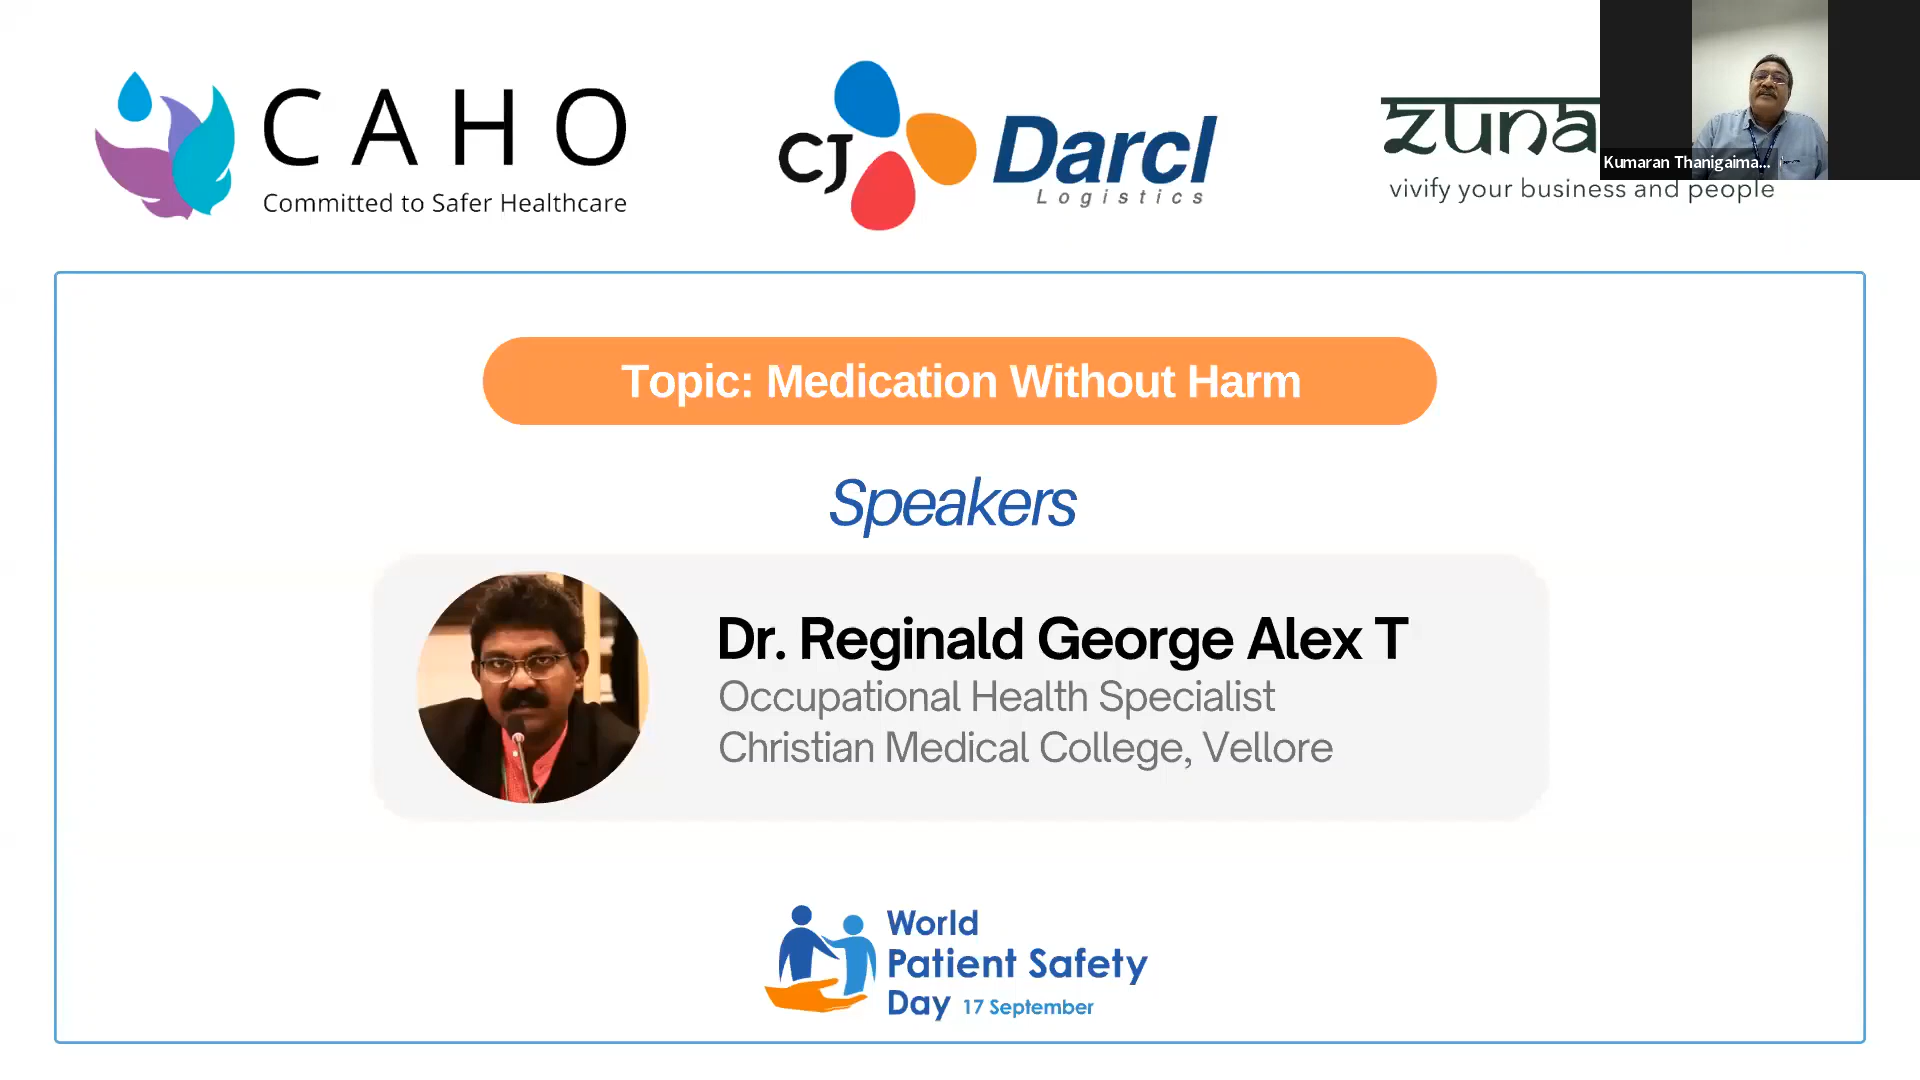 CAHO
Committed to Safer Healthcare
CJ Darcl
Logistics
vivify your business and people
Kumaran Thanigaima...
Topic: Medication Without Harm
Speakers
Dr. Reginald George Alex T
Occupational Health Specialist
Christian Medical College, Vellore
World
Patient Safety
Day 17 September